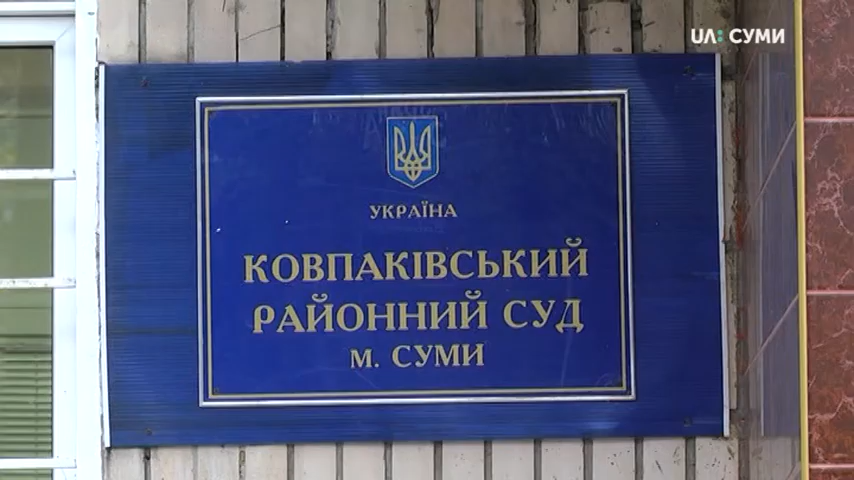 UA: СУМИ
УКРАЇНА
КОВПАКІВСЬКИЙ
РАЙОННИЙ СУД
м. СУМИ